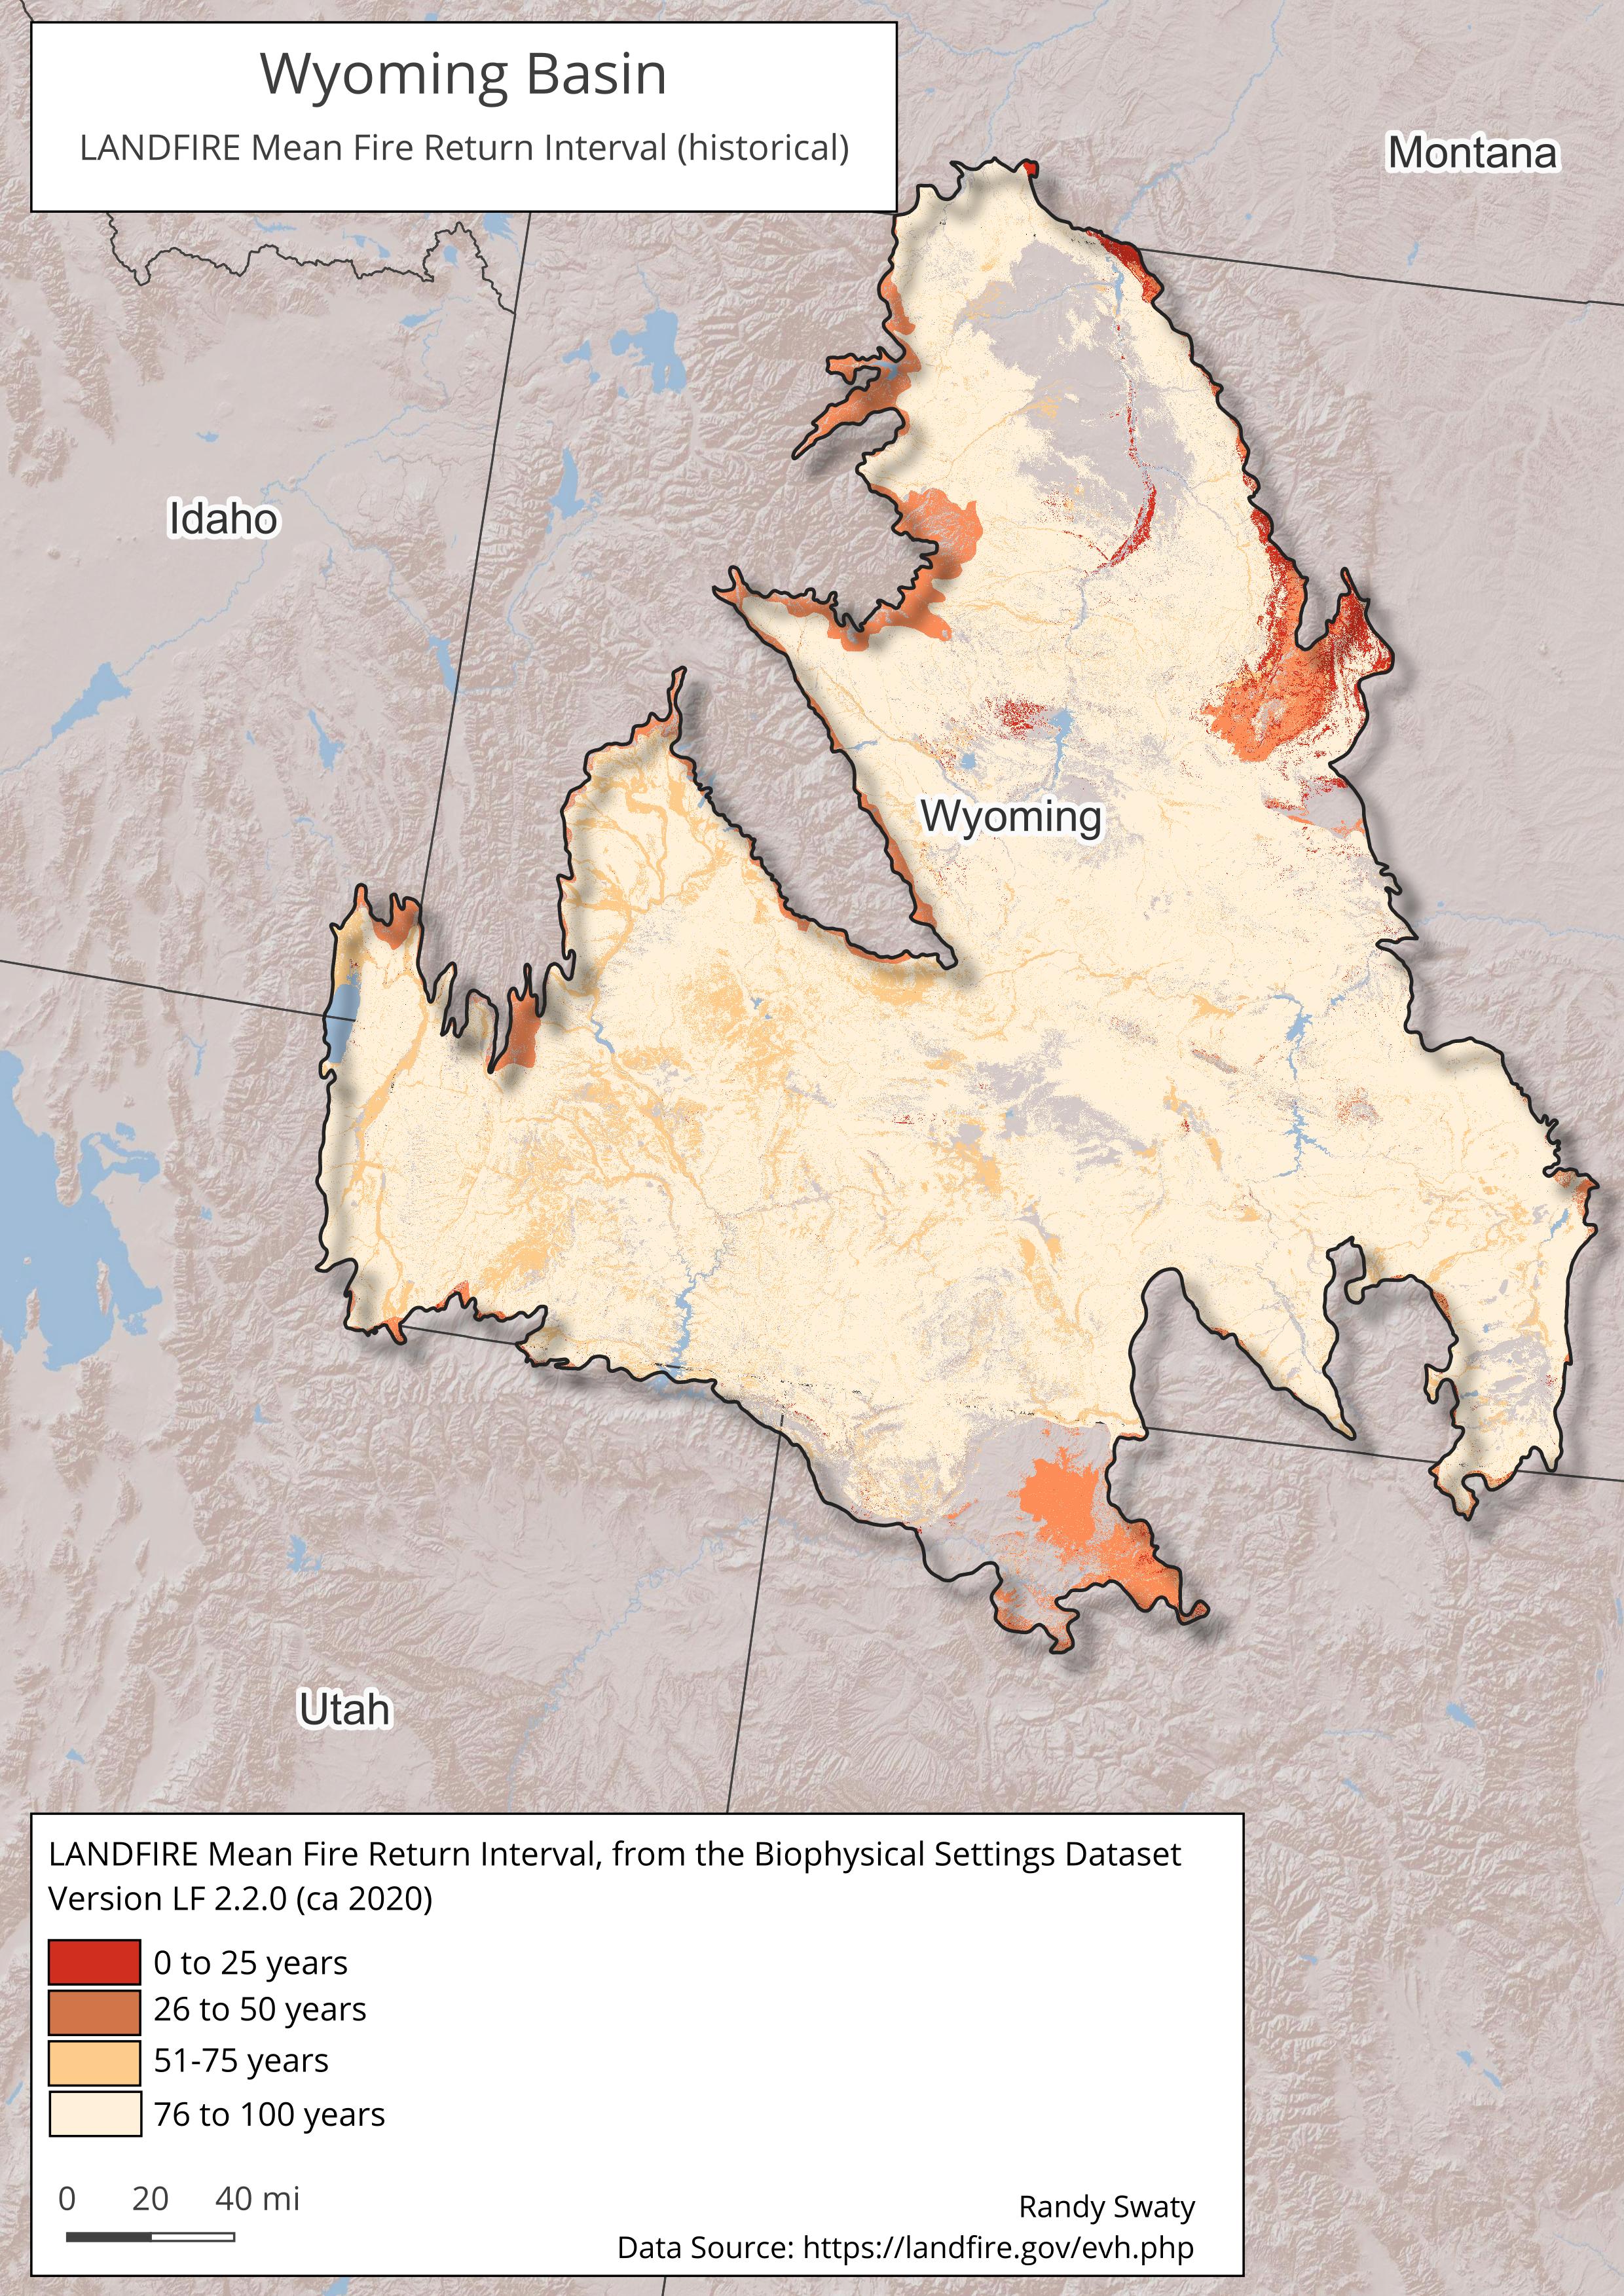 Wyoming Basin
LANDFIRE Mean Fire Return Interval (historical)
Montana
Idaho
Wyoming
Utah
LANDFIRE Mean Fire Return Interval, from the Biophysical Settings Dataset
Version LF 2.2.0 (ca 2020)
0 to 25 years
26 to 50 years
51-75 years
76 to 100 years
0 20 40 mi
Randy Swaty
Data Source: https://landfire.gov/evh.php